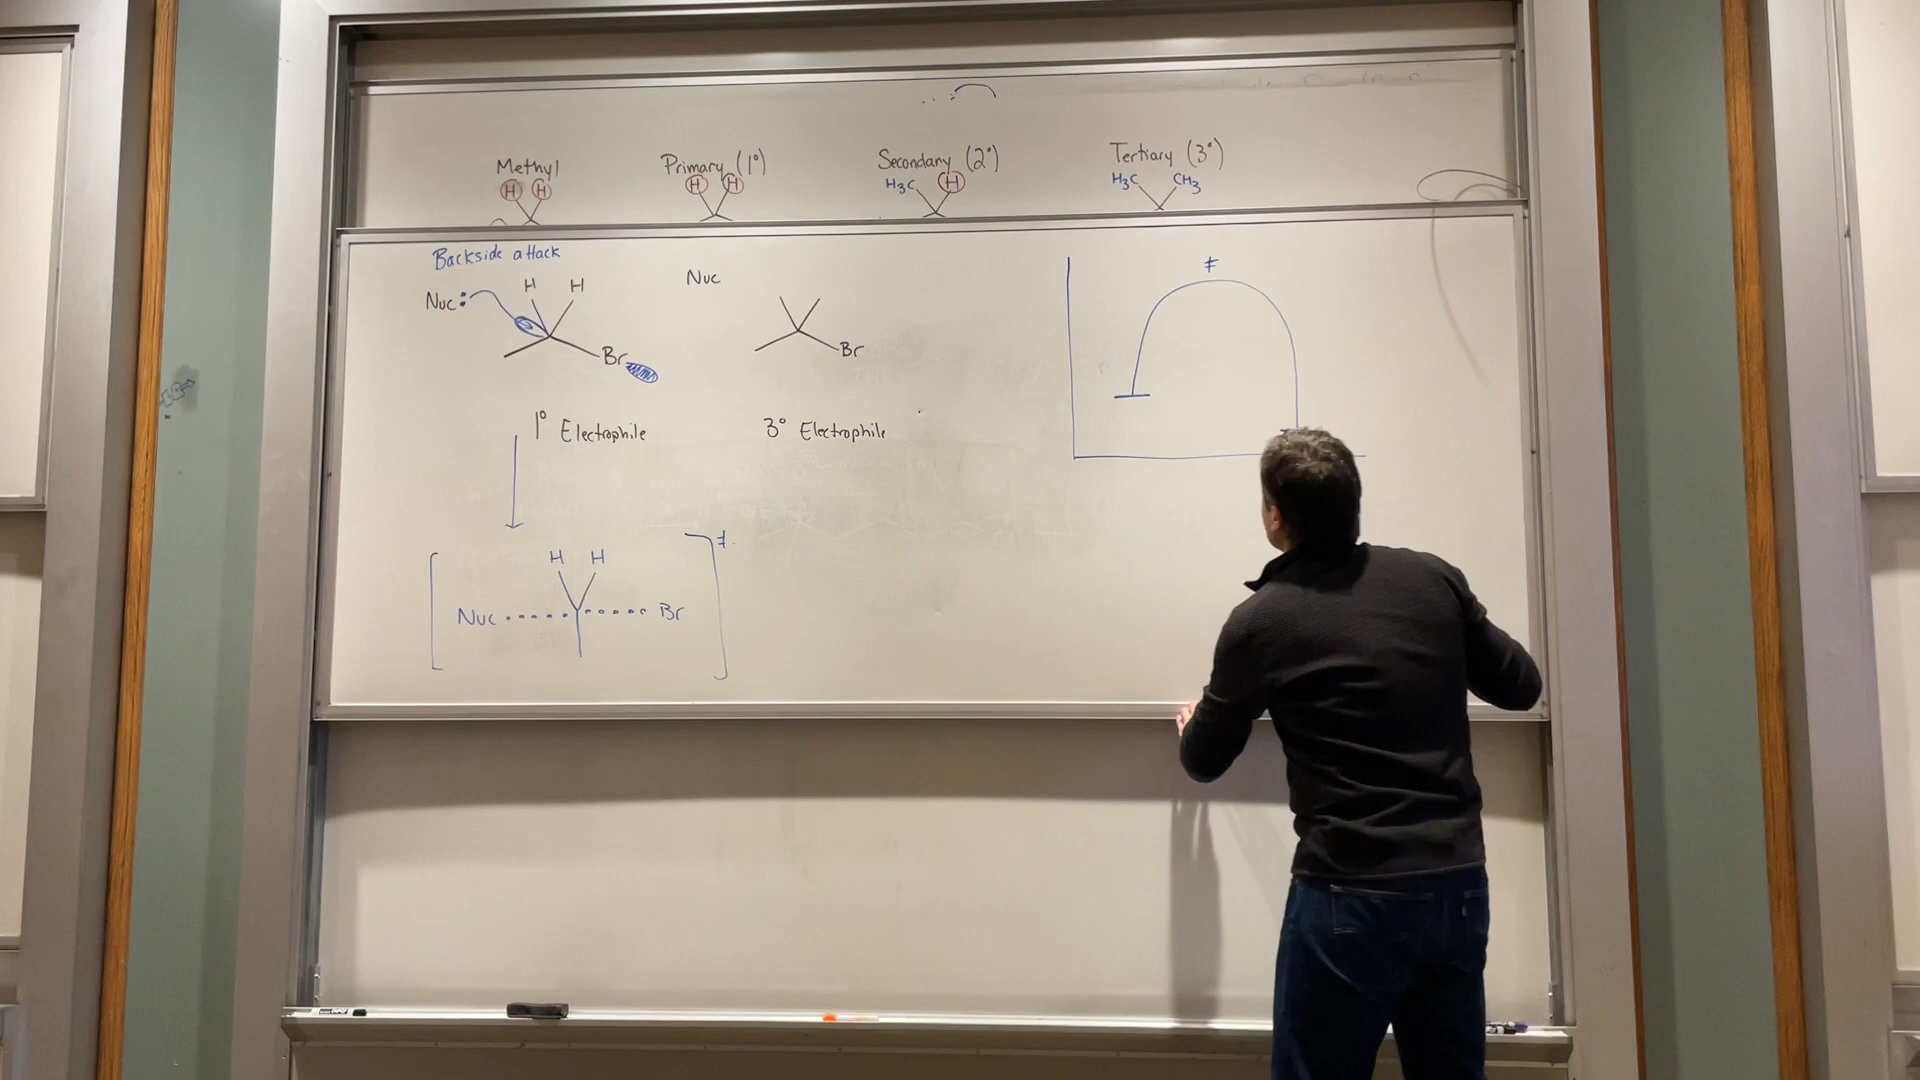 Methyl
H H
Primary (1°)
H H
Secondary (2°)
H₃C H
Tertiary (3°)
H₃C CH₃
Backside attack
H H
Nuc:
Br
1° Electrophile
Nuc
Br
3° Electrophile
H H
Nuc Br
‡
‡